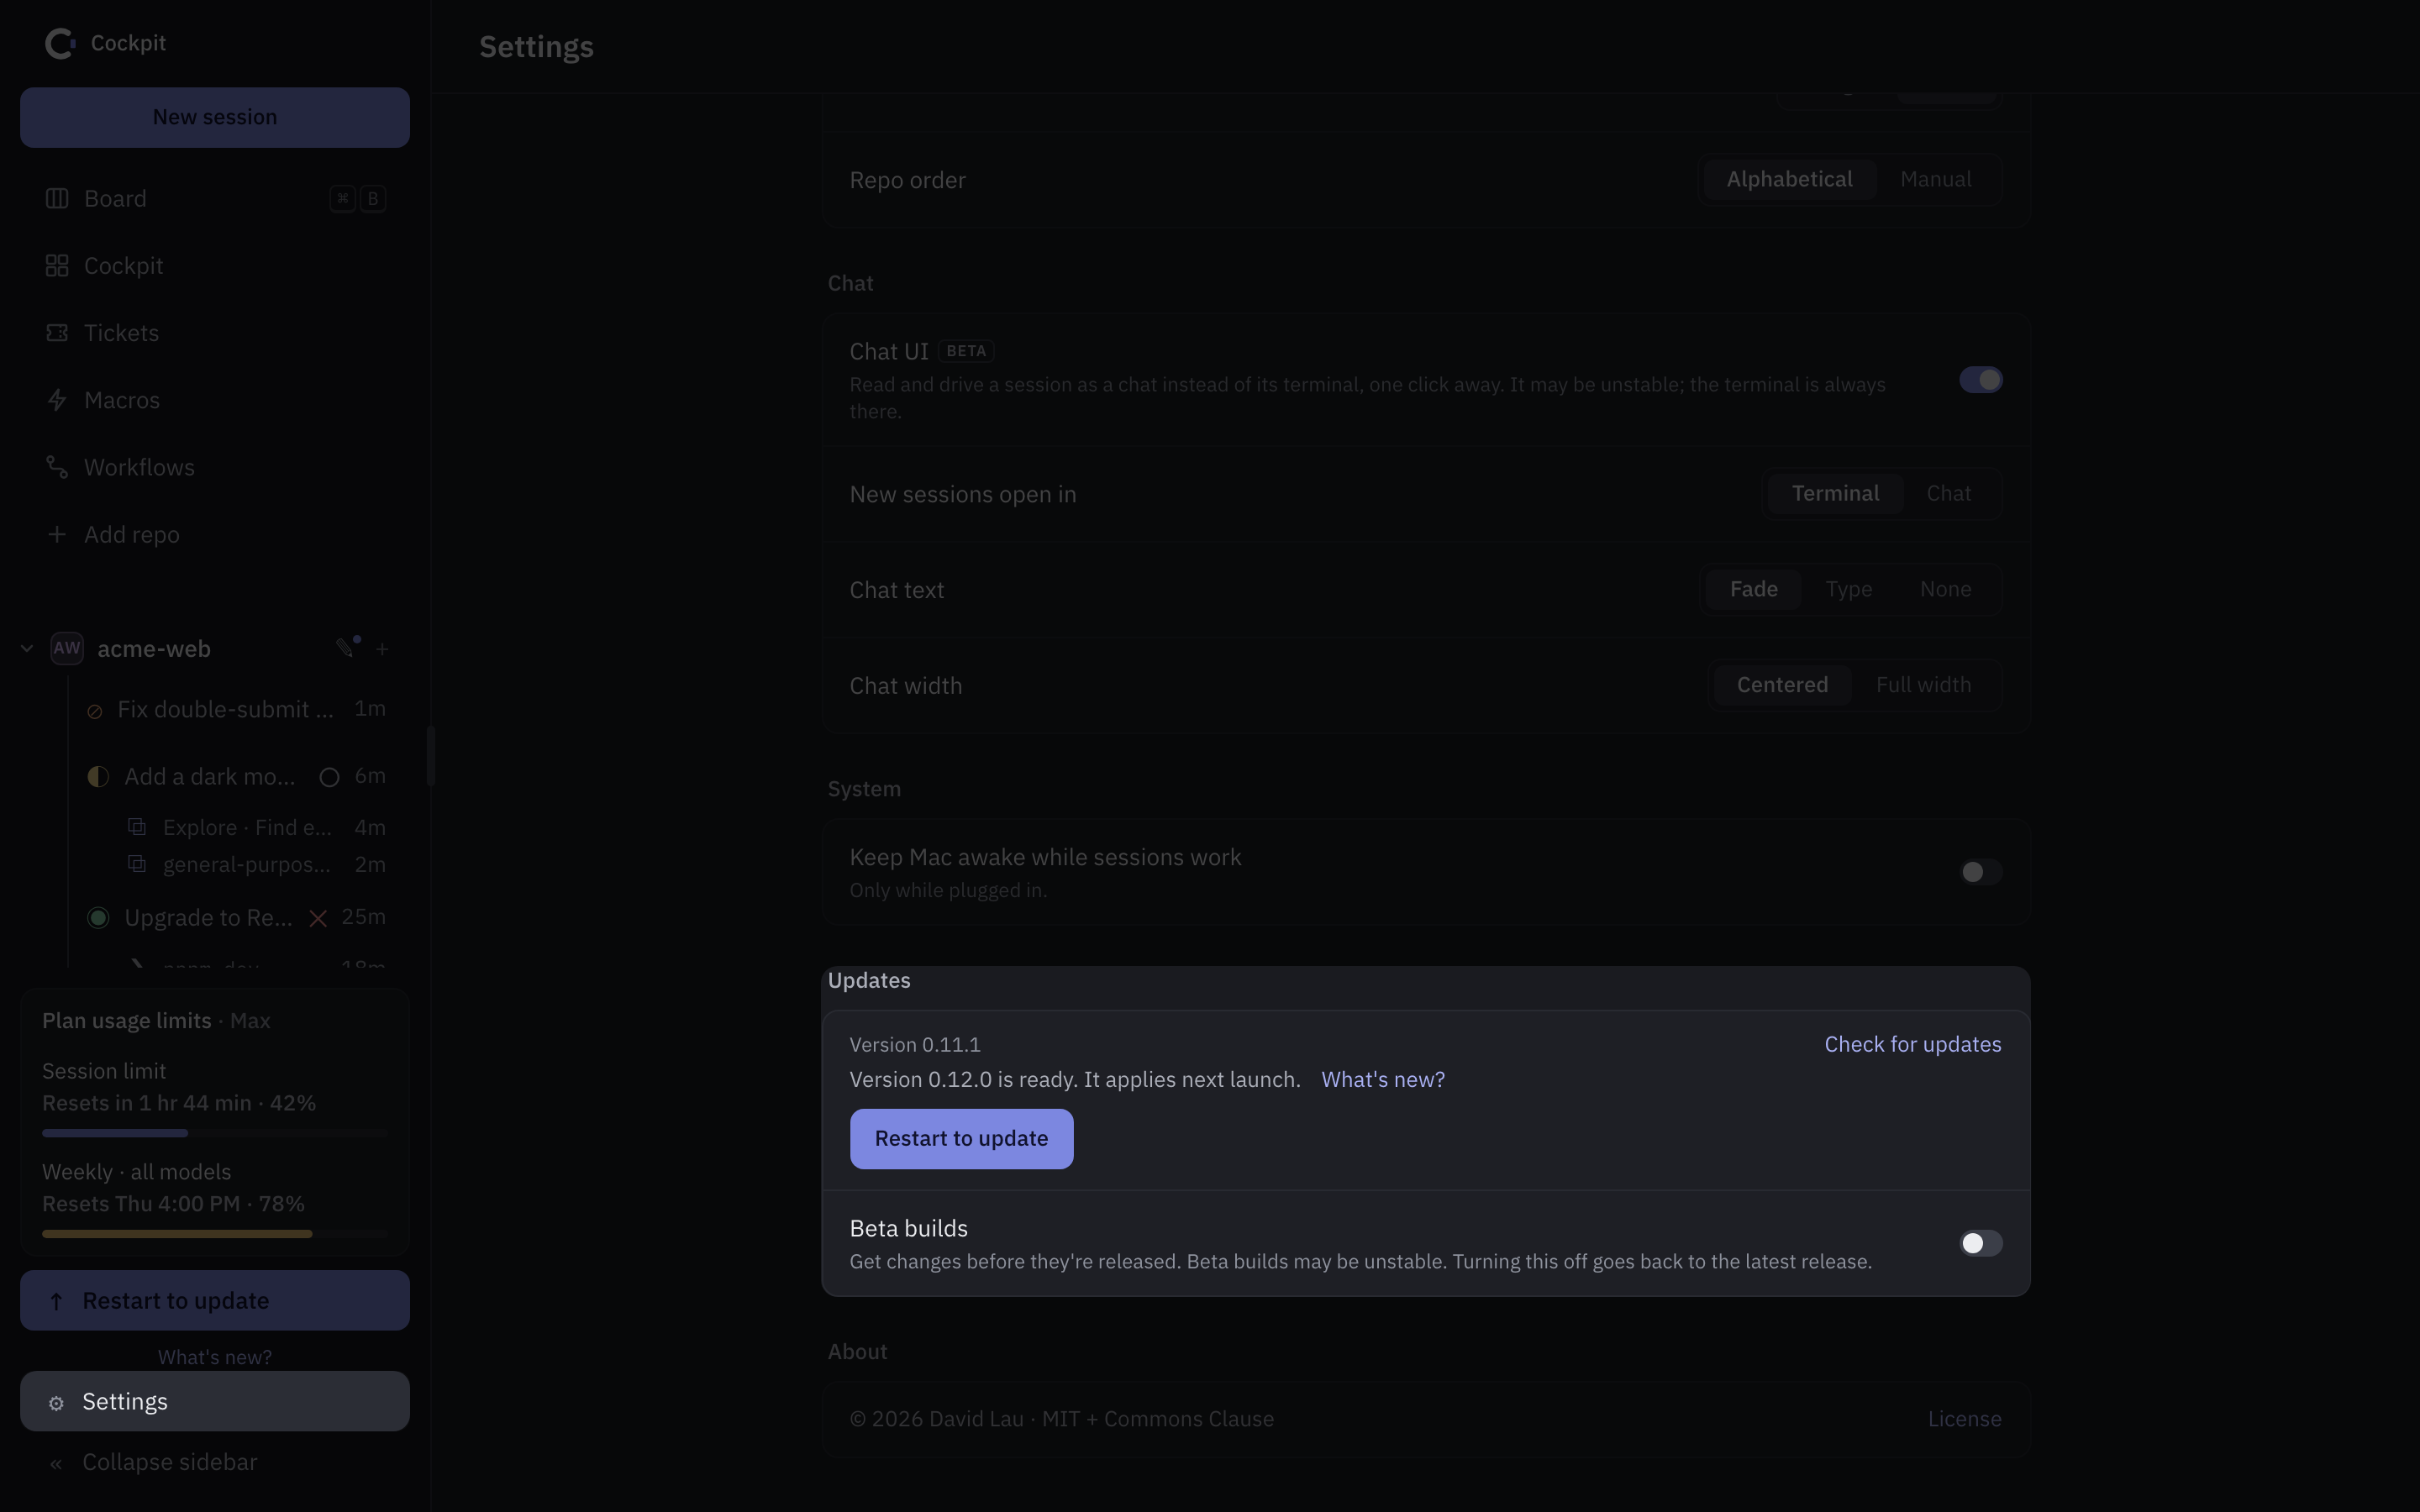 Cockpit
New session
Board ⌘ B
Cockpit
Tickets
Macros
Workflows
+ Add repo
AW acme-web +
Fix double-submit ... 1m
Add a dark mo... 6m
Explore · Find e... 4m
general-purpos... 2m
Upgrade to Re... 25m
Plan usage limits · Max
Session limit
Resets in 1 hr 44 min · 42%
Weekly · all models
Resets Thu 4:00 PM · 78%
↑ Restart to update
What's new?
Settings
« Collapse sidebar
Settings
Repo order
Alphabetical Manual
Chat
Chat UI BETA
Read and drive a session as a chat instead of its terminal, one click away. It may be unstable; the terminal is always
there.
New sessions open in
Terminal Chat
Chat text
Fade Type None
Chat width
Centered Full width
System
Keep Mac awake while sessions work
Only while plugged in.
Updates
Version 0.11.1
Check for updates
Version 0.12.0 is ready. It applies next launch. What's new?
Restart to update
Beta builds
Get changes before they're released. Beta builds may be unstable. Turning this off goes back to the latest release.
About
© 2026 David Lau · MIT + Commons Clause
License